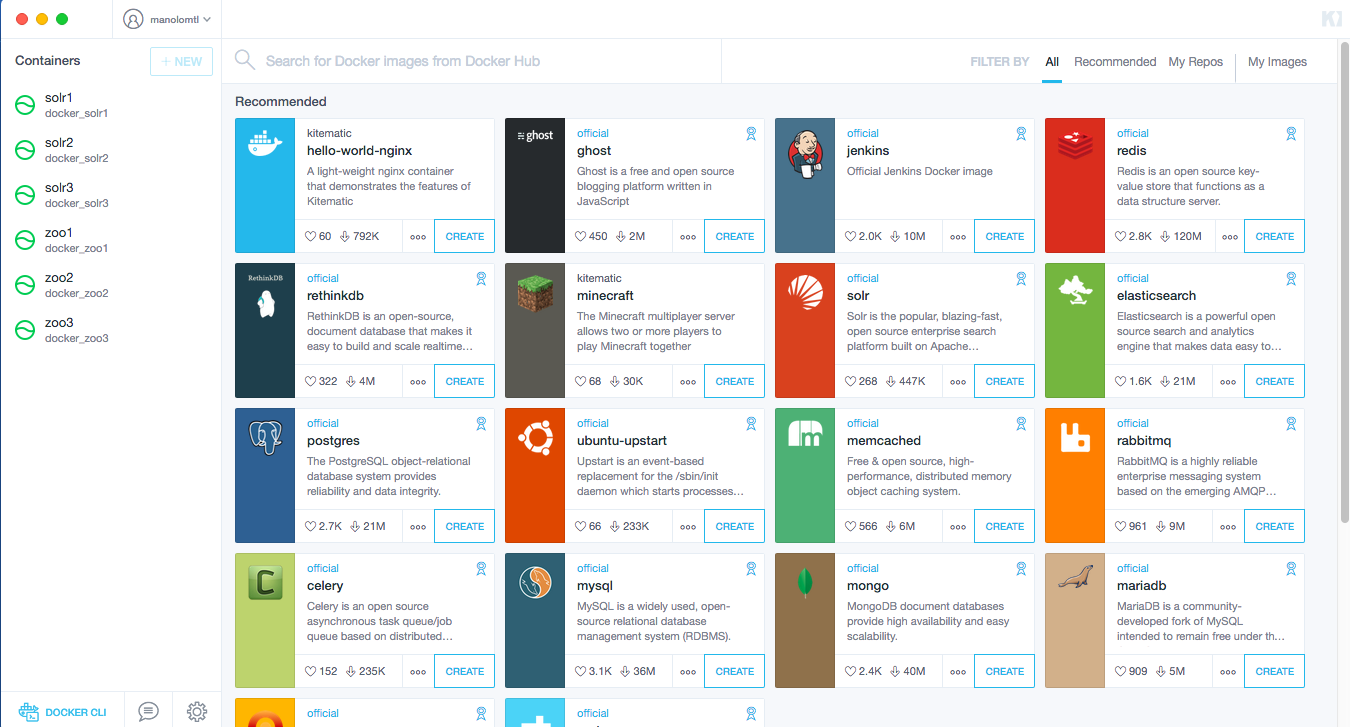 manolomtl
Containers
+ NEW
solr1
docker_solr1
solr2
docker_solr2
solr3
docker_solr3
zoo1
docker_zoo1
zoo2
docker_zoo2
zoo3
docker_zoo3
DOCKER CLI
Search for Docker images from Docker Hub
FILTER BY All Recommended My Repos My Images
Recommended
kitematic
hello-world-nginx
A light-weight nginx container
that demonstrates the features of
Kitematic
60 792K CREATE
ghost
official
ghost
Ghost is a free and open source
blogging platform written in
JavaScript
450 2M CREATE
official
jenkins
Official Jenkins Docker image
2.0K 10M CREATE
official
redis
Redis is an open source key-
value store that functions as a
data structure server.
2.8K 120M CREATE
RethinkDB
official
rethinkdb
RethinkDB is an open-source,
document database that makes it
easy to build and scale realtime…
322 4M CREATE
kitematic
minecraft
The Minecraft multiplayer server
allows two or more players to
play Minecraft together
68 30K CREATE
official
solr
Solr is the popular, blazing-fast,
open source enterprise search
platform built on Apache…
268 447K CREATE
official
elasticsearch
Elasticsearch is a powerful open
source search and analytics
engine that makes data easy to…
1.6K 21M CREATE
official
postgres
The PostgreSQL object-relational
database system provides
reliability and data integrity.
2.7K 21M CREATE
official
ubuntu-upstart
Upstart is an event-based
replacement for the /sbin/init
daemon which starts processes…
66 233K CREATE
m
official
memcached
Free & open source, high-
performance, distributed memory
object caching system.
566 6M CREATE
official
rabbitmq
RabbitMQ is a highly reliable
enterprise messaging system
based on the emerging AMQP…
961 9M CREATE
C
official
celery
Celery is an open source
asynchronous task queue/job
queue based on distributed…
152 235K CREATE
official
mysql
MySQL is a widely used, open-
source relational database
management system (RDBMS).
3.1K 36M CREATE
official
mongo
MongoDB document databases
provide high availability and easy
scalability.
2.4K 40M CREATE
official
mariadb
MariaDB is a community-
developed fork of MySQL
intended to remain free under th…
909 5M CREATE
official
official